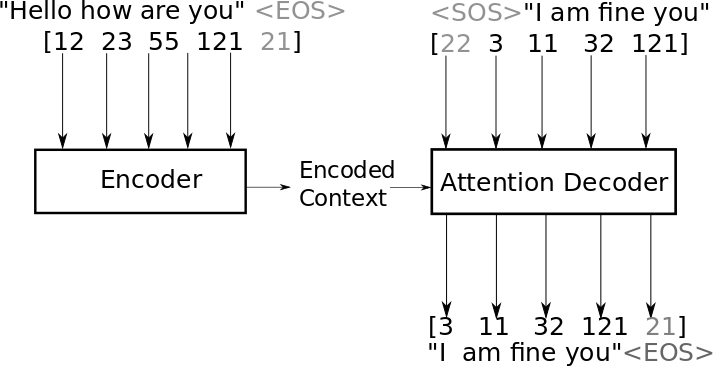 "Hello how are you" <EOS>
[12 23 55 121 21]
<SOS>"I am fine you"
[22 3 11 32 121]
Encoder
Encoded
Context
Attention Decoder
[3 11 32 121 21]
"I am fine you"<EOS>